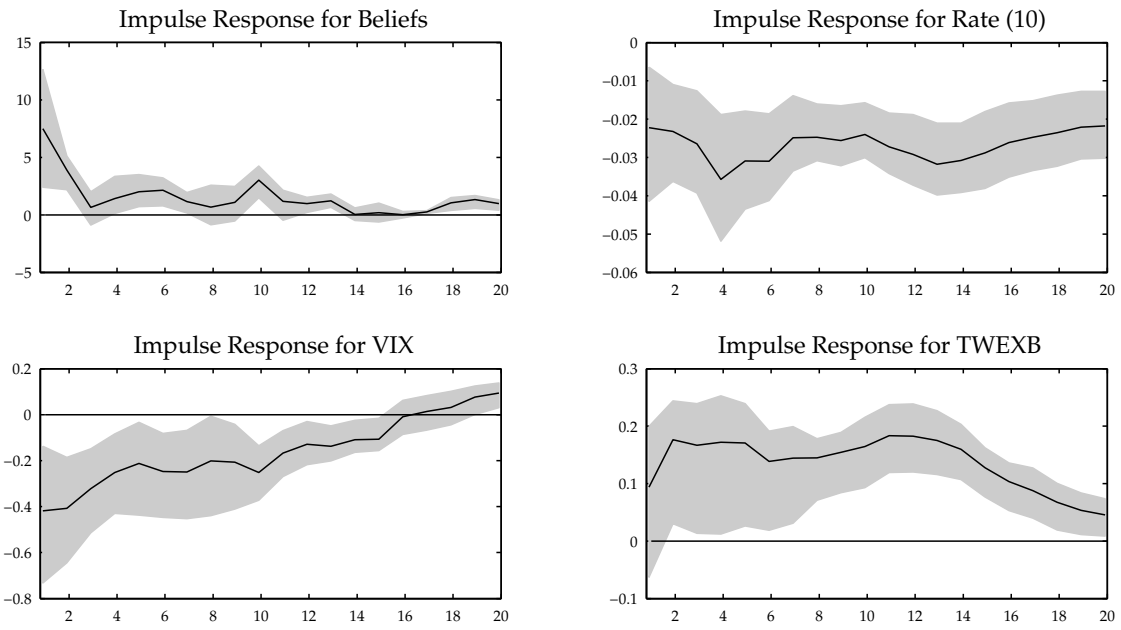 Impulse Response for Beliefs
15
10
5
0
−5
2 4 6 8 10 12 14 16 18 20
Impulse Response for Rate (10)
0
−0.01
−0.02
−0.03
−0.04
−0.05
−0.06
2 4 6 8 10 12 14 16 18 20
Impulse Response for VIX
0.2
0
−0.2
−0.4
−0.6
−0.8
2 4 6 8 10 12 14 16 18 20
Impulse Response for TWEXB
0.3
0.2
0.1
0
−0.1
2 4 6 8 10 12 14 16 18 20